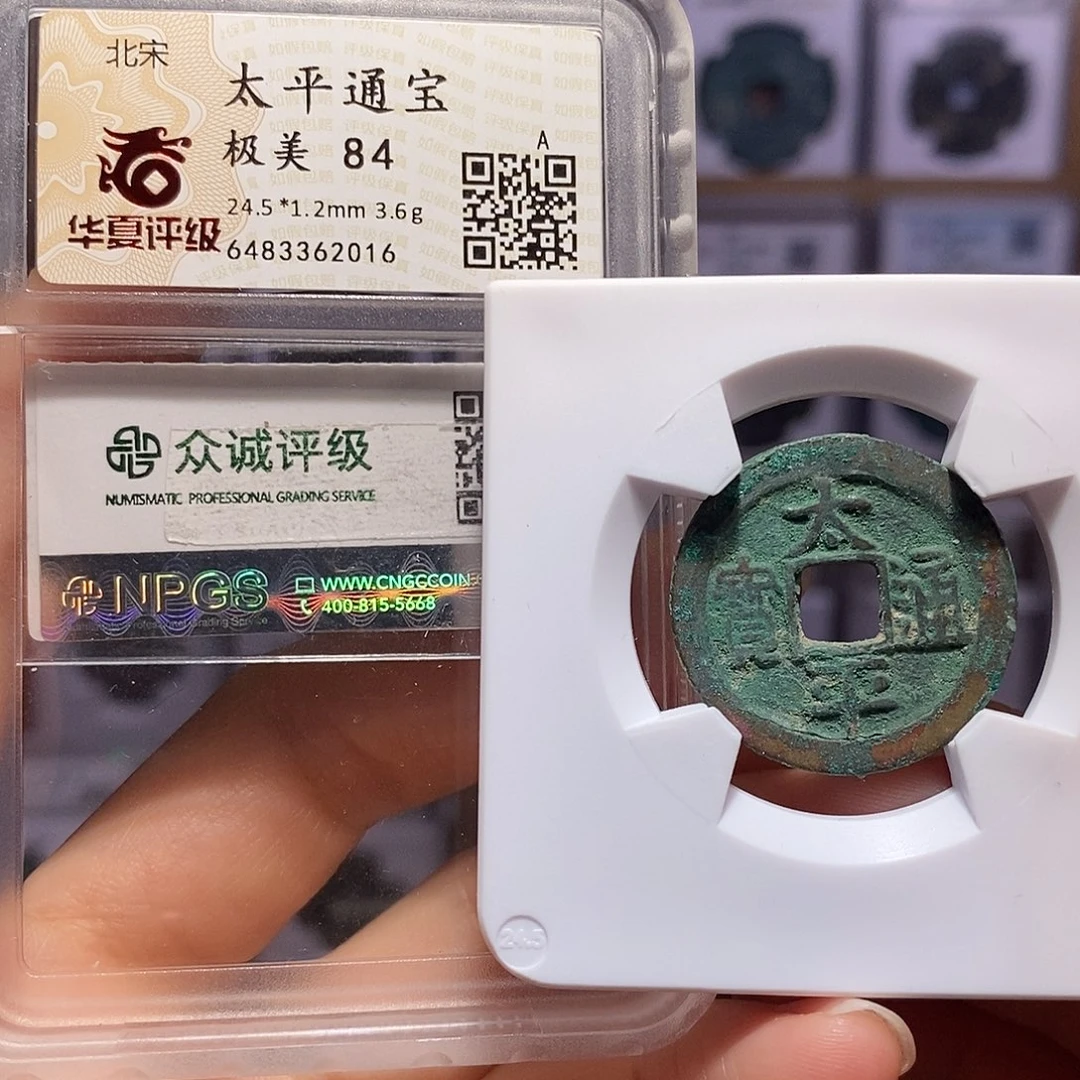 北宋
太平通宝
极美 84
A
24.5*1.2mm 3.6g
华夏评级
6483362016
众诚评级
NUMISMATIC PROFESSIONAL GRADING SERVICE
NPGS
WWW.CNGCCOIN
400-815-5668
太
寳 通
平
24.5